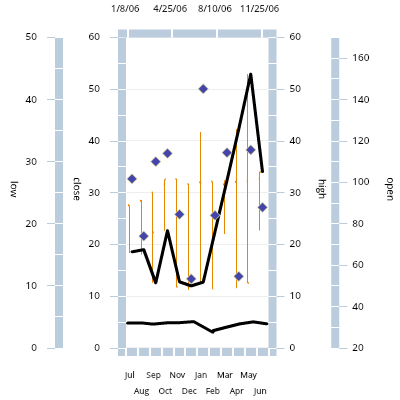 1/8/06 4/25/06 8/10/06 11/25/06
50 60 60
160
50 50
40 140
40 40 120
30 100
30 30
low close high open
20 80
20 20
60
10
10 10 40
0 0 0 20
Jul Sep Nov Jan Mar May
Aug Oct Dec Feb Apr Jun